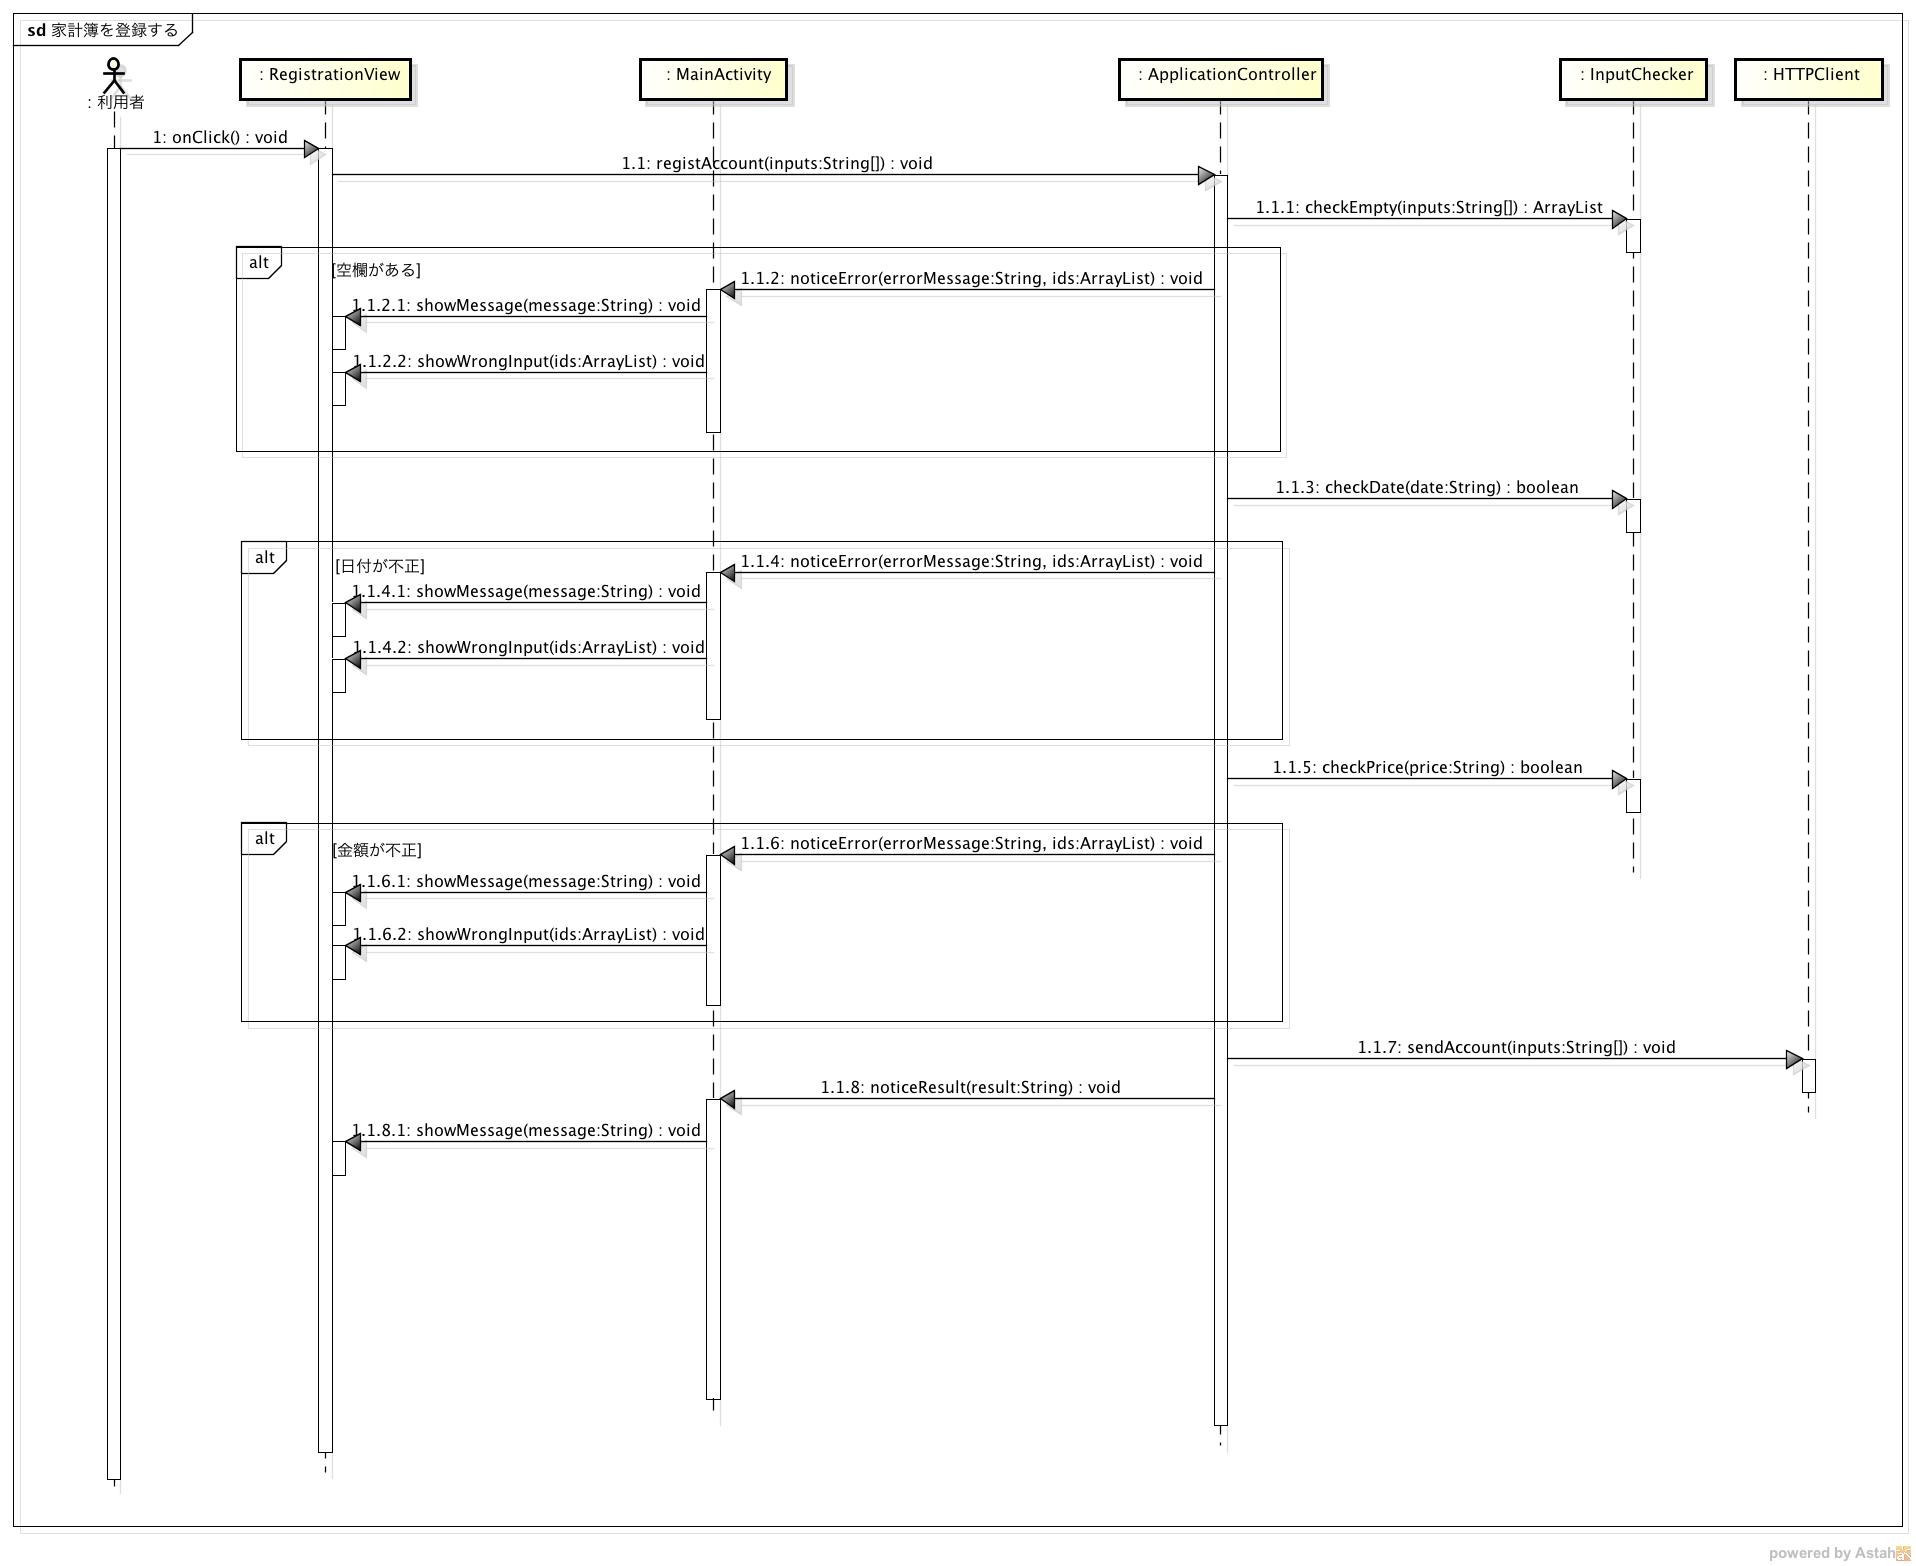 sd 家計簿を登録する
: 利用者
: RegistrationView
: MainActivity
: ApplicationController
: InputChecker
: HTTPClient
1: onClick() : void
1.1: registAccount(inputs:String[]) : void
1.1.1: checkEmpty(inputs:String[]) : ArrayList
alt
[空欄がある]
1.1.2: noticeError(errorMessage:String, ids:ArrayList) : void
1.1.2.1: showMessage(message:String) : void
1.1.2.2: showWrongInput(ids:ArrayList) : void
1.1.3: checkDate(date:String) : boolean
alt
[日付が不正]
1.1.4: noticeError(errorMessage:String, ids:ArrayList) : void
1.1.4.1: showMessage(message:String) : void
1.1.4.2: showWrongInput(ids:ArrayList) : void
1.1.5: checkPrice(price:String) : boolean
alt
[金額が不正]
1.1.6: noticeError(errorMessage:String, ids:ArrayList) : void
1.1.6.1: showMessage(message:String) : void
1.1.6.2: showWrongInput(ids:ArrayList) : void
1.1.7: sendAccount(inputs:String[]) : void
1.1.8: noticeResult(result:String) : void
1.1.8.1: showMessage(message:String) : void
powered by Astah